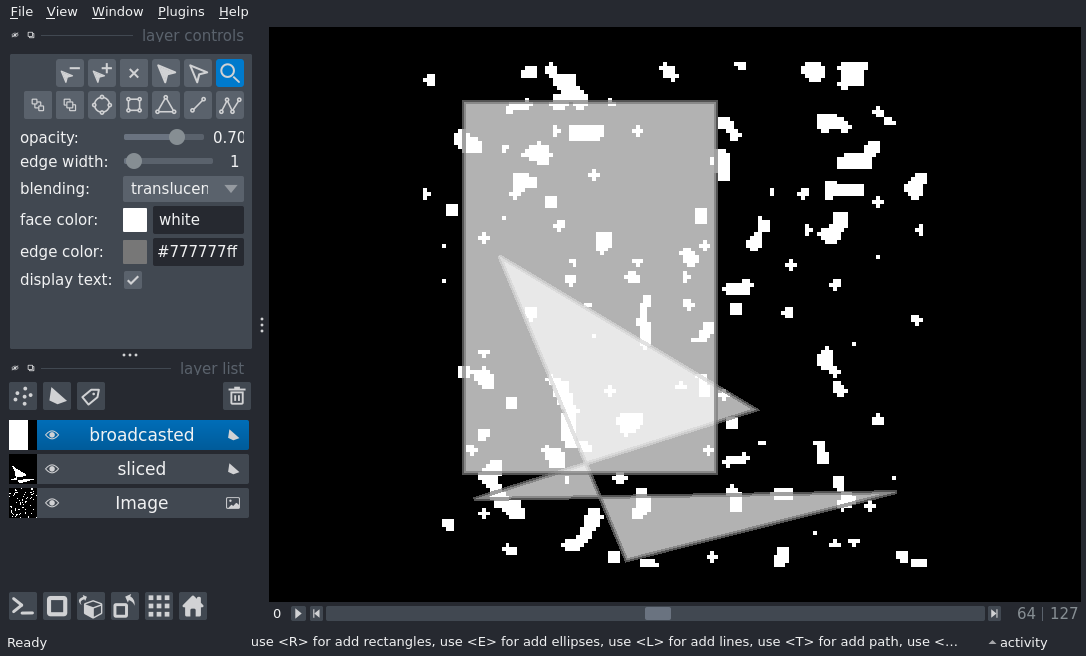 File View Window Plugins Help
layer controls
opacity: 0.70
edge width: 1
blending: translucen
face color: white
edge color: #777777ff
display text:
layer list
broadcasted
sliced
Image
0 64 127
Ready use <R> for add rectangles, use <E> for add ellipses, use <L> for add lines, use <T> for add path, use <... activity